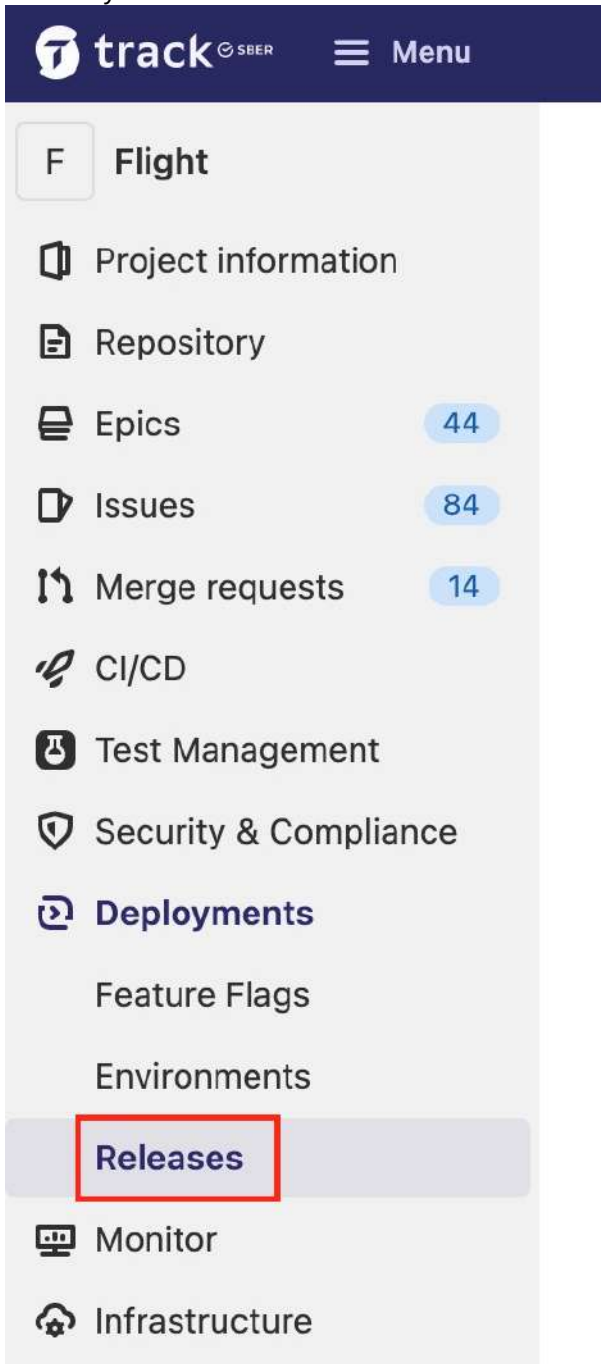 track SBER Menu
F Flight
Project information
Repository
Epics 44
Issues 84
Merge requests 14
CI/CD
Test Management
Security & Compliance
Deployments
Feature Flags
Environments
Releases
Monitor
Infrastructure